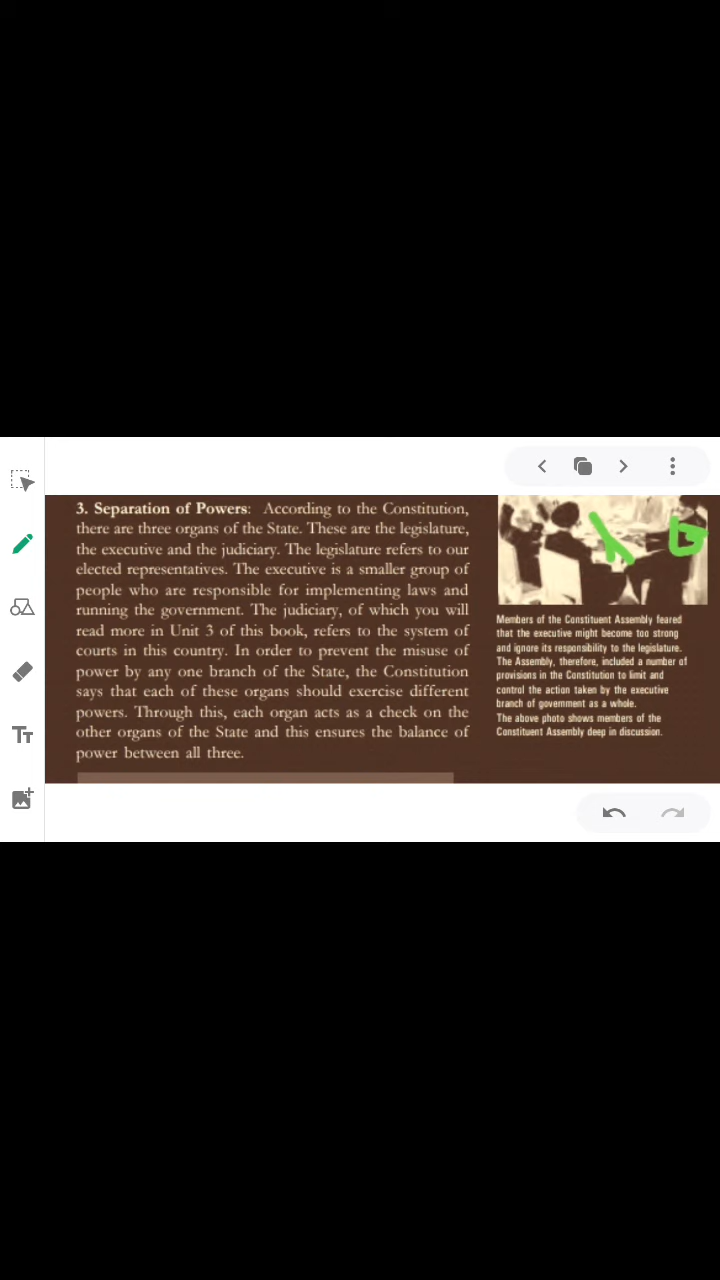 3. Separation of Powers: According to the Constitution,
there are three organs of the State. These are the legislature,
the executive and the judiciary. The legislature refers to our
elected representatives. The executive is a smaller group of
people who are responsible for implementing laws and
running the government. The judiciary, of which you will
read more in Unit 3 of this book, refers to the system of
courts in this country. In order to prevent the misuse of
power by any one branch of the State, the Constitution
says that each of these organs should exercise different
powers. Through this, each organ acts as a check on the
other organs of the State and this ensures the balance of
power between all three.
Members of the Constituent Assembly feared
that the executive might become too strong
and ignore its responsibility to the legislature.
The Assembly, therefore, included a number of
provisions in the Constitution to limit and
control the action taken by the executive
branch of government as a whole.
The above photo shows members of the
Constituent Assembly deep in discussion.
Tт